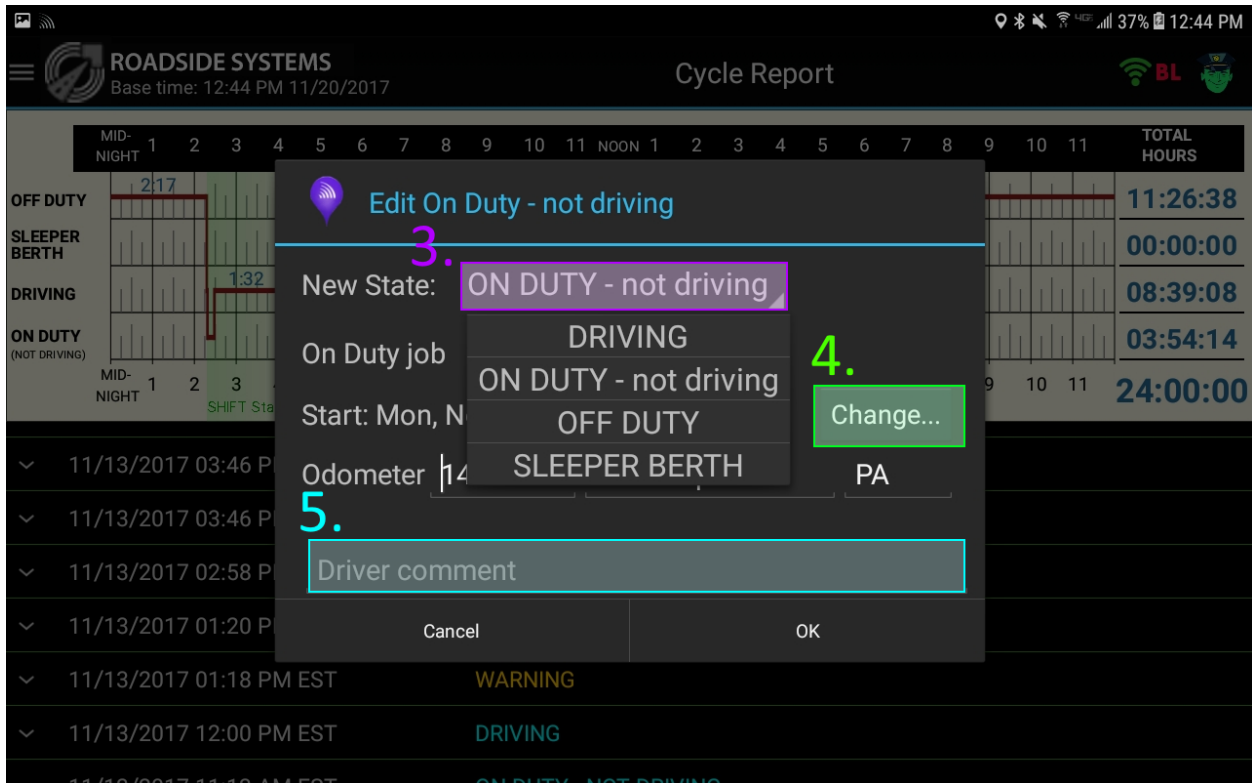 37% 12:44 PM
ROADSIDE SYSTEMS
Base time: 12:44 PM 11/20/2017
Cycle Report
BL
MID-NIGHT 1 2 3 4 5 6 7 8 9 10 11 NOON 1 2 3 4 5 6 7 8 9 10 11 TOTAL HOURS
OFF DUTY 2:17 11:26:38
SLEEPER BERTH 00:00:00
DRIVING 1:32 08:39:08
ON DUTY (NOT DRIVING) 03:54:14
MID-NIGHT 1 2 3 9 10 11 24:00:00
SHIFT Sta
Edit On Duty - not driving
3.
New State: ON DUTY - not driving
DRIVING
ON DUTY - not driving
OFF DUTY
SLEEPER BERTH
On Duty job
4.
Start: Mon, N
Change...
Odometer 14 PA
5.
Driver comment
Cancel OK
11/13/2017 03:46 P
11/13/2017 03:46 P
11/13/2017 02:58 P
11/13/2017 01:20 P
11/13/2017 01:18 PM EST WARNING
11/13/2017 12:00 PM EST DRIVING